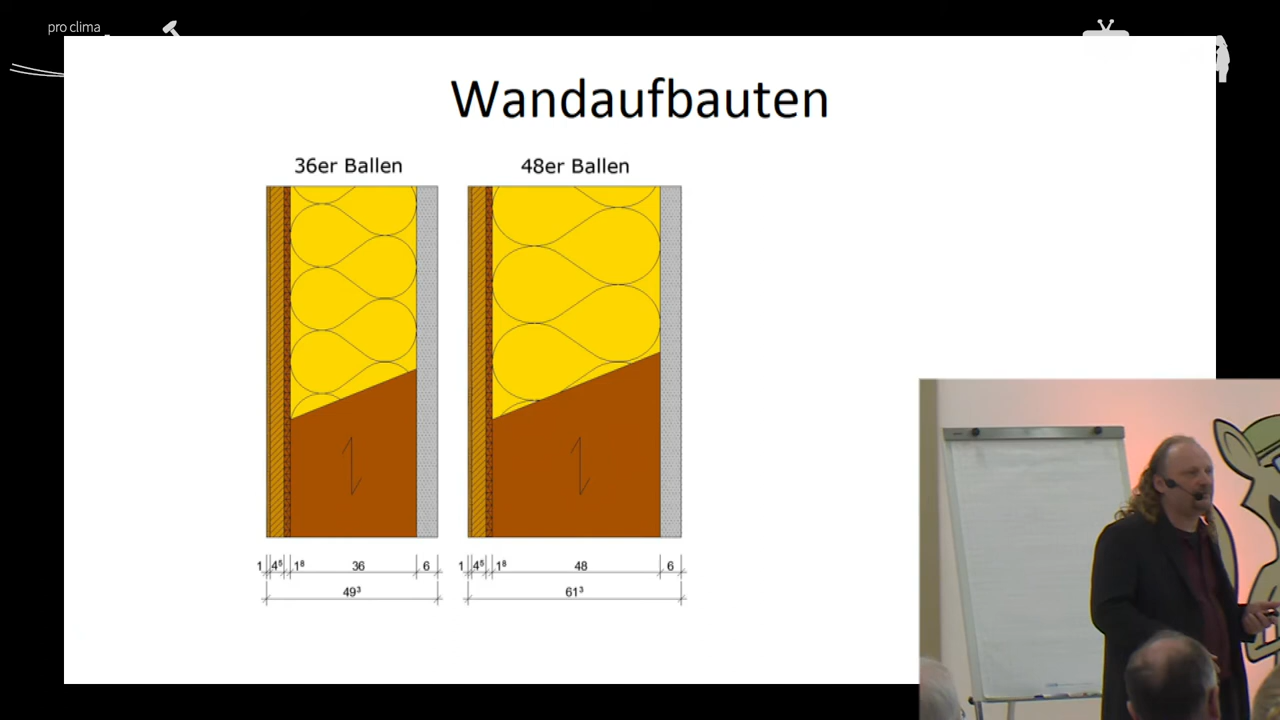 pro clima
Wandaufbauten
36er Ballen
48er Ballen
1 4⁵ 1⁸ 36 6
49³
1 4⁵ 1⁸ 48 6
61³